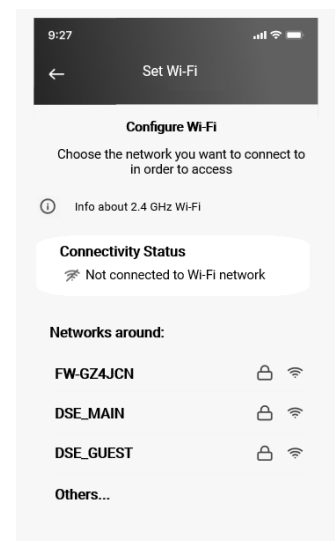 9:27
Set Wi-Fi
Configure Wi-Fi
Choose the network you want to connect to
in order to access
Info about 2.4 GHz Wi-Fi
Connectivity Status
Not connected to Wi-Fi network
Networks around:
FW-GZ4JCN
DSE_MAIN
DSE_GUEST
Others...